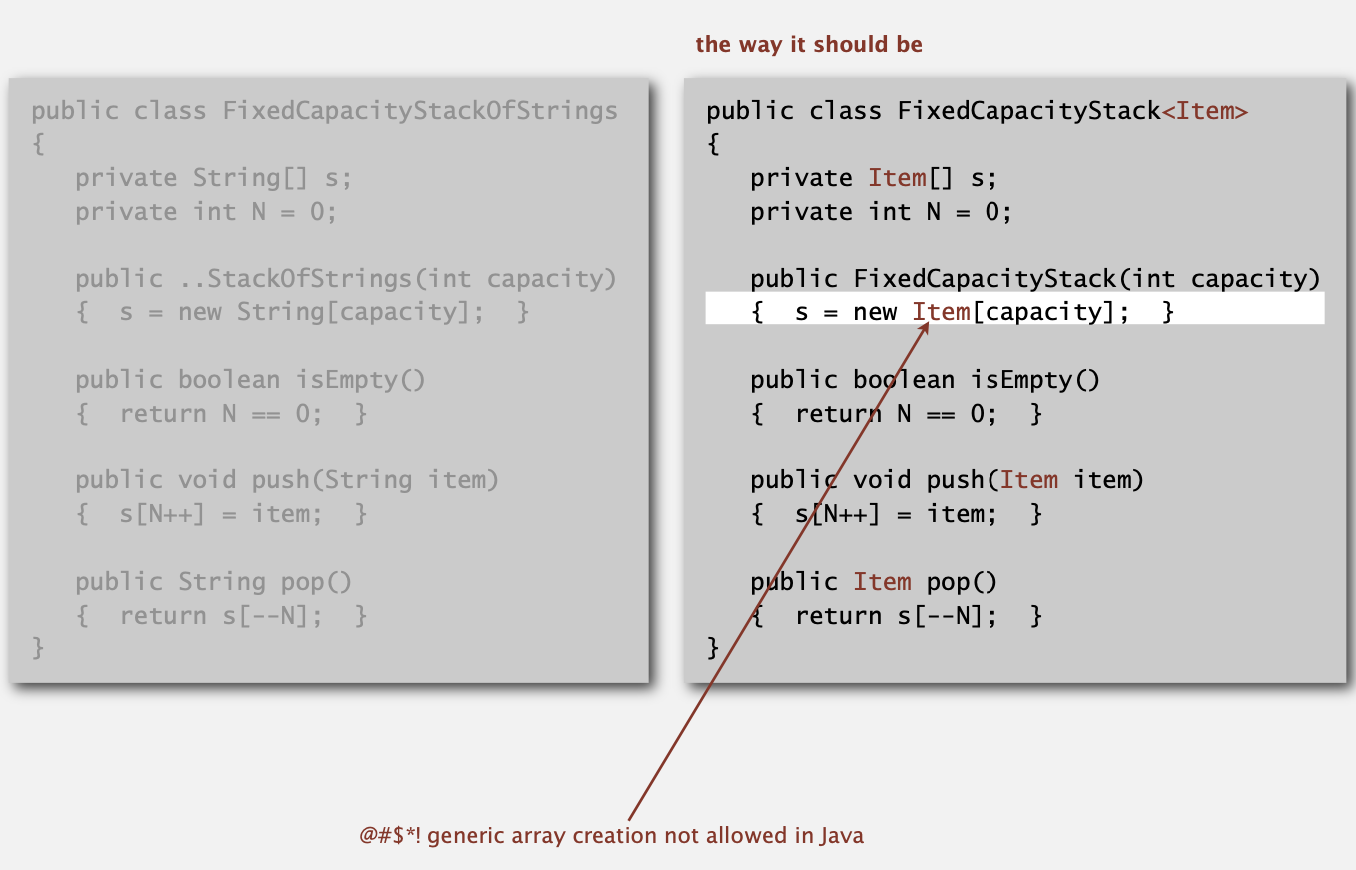 the way it should be
public class FixedCapacityStackOfStrings
{
   private String[] s;
   private int N = 0;

   public ..StackOfStrings(int capacity)
   {  s = new String[capacity];  }

   public boolean isEmpty()
   {  return N == 0;  }

   public void push(String item)
   {  s[N++] = item;  }

   public String pop()
   {  return s[--N];  }
}
public class FixedCapacityStack<Item>
{
   private Item[] s;
   private int N = 0;

   public FixedCapacityStack(int capacity)
   {  s = new Item[capacity];  }

   public boolean isEmpty()
   {  return N == 0;  }

   public void push(Item item)
   {  s[N++] = item;  }

   public Item pop()
   {  return s[--N];  }
}
@#$*! generic array creation not allowed in Java